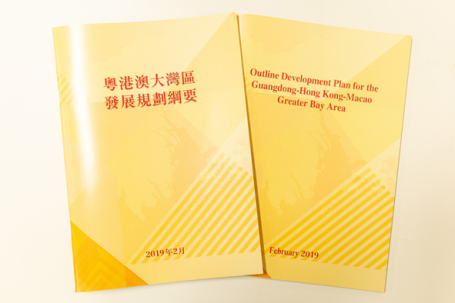 粵港澳大灣區
發展規劃綱要
2019年2月
Outline Development Plan for the
Guangdong-Hong Kong-Macao
Greater Bay Area
February 2019